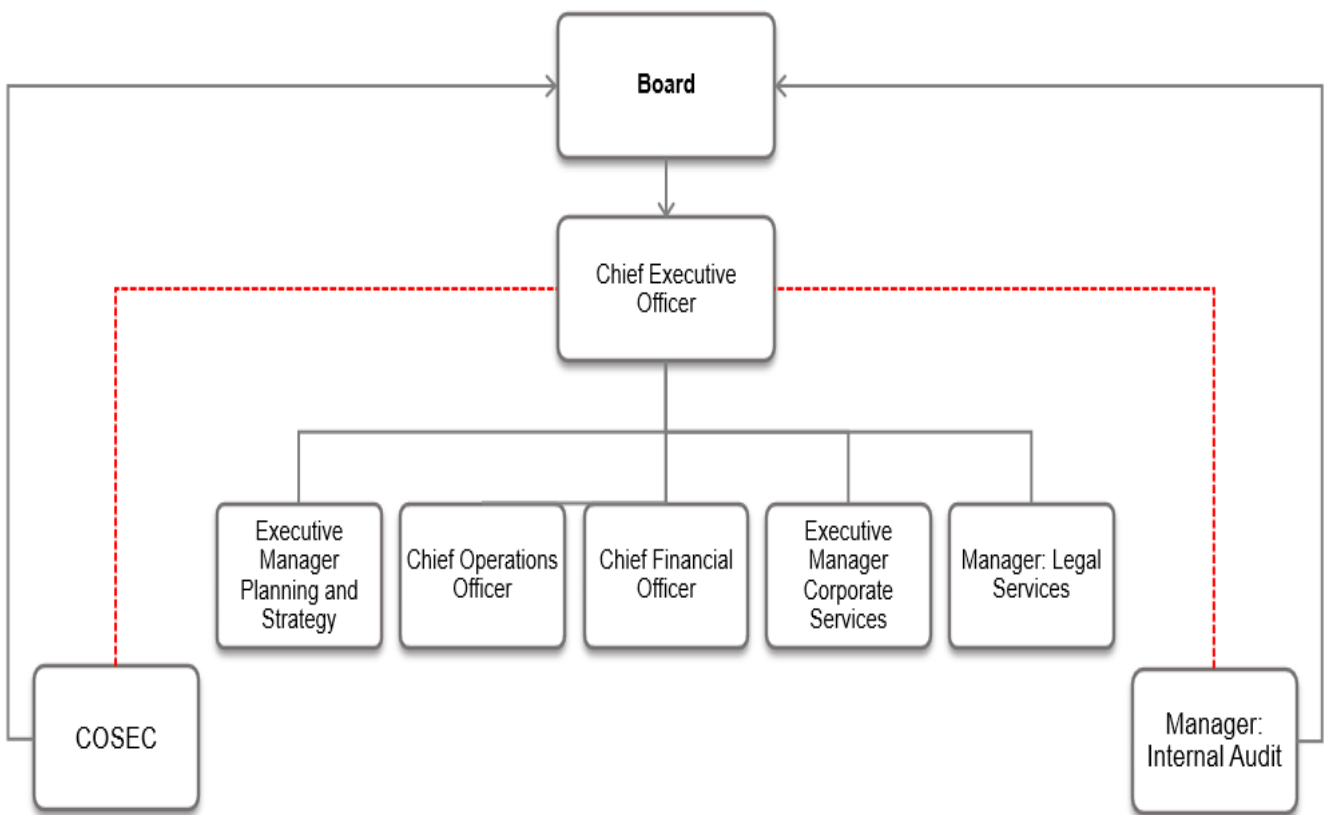 Board
Chief Executive
Officer
Executive
Manager
Planning and
Strategy
Chief Operations
Officer
Chief Financial
Officer
Executive
Manager
Corporate
Services
Manager: Legal
Services
COSEC
Manager:
Internal Audit